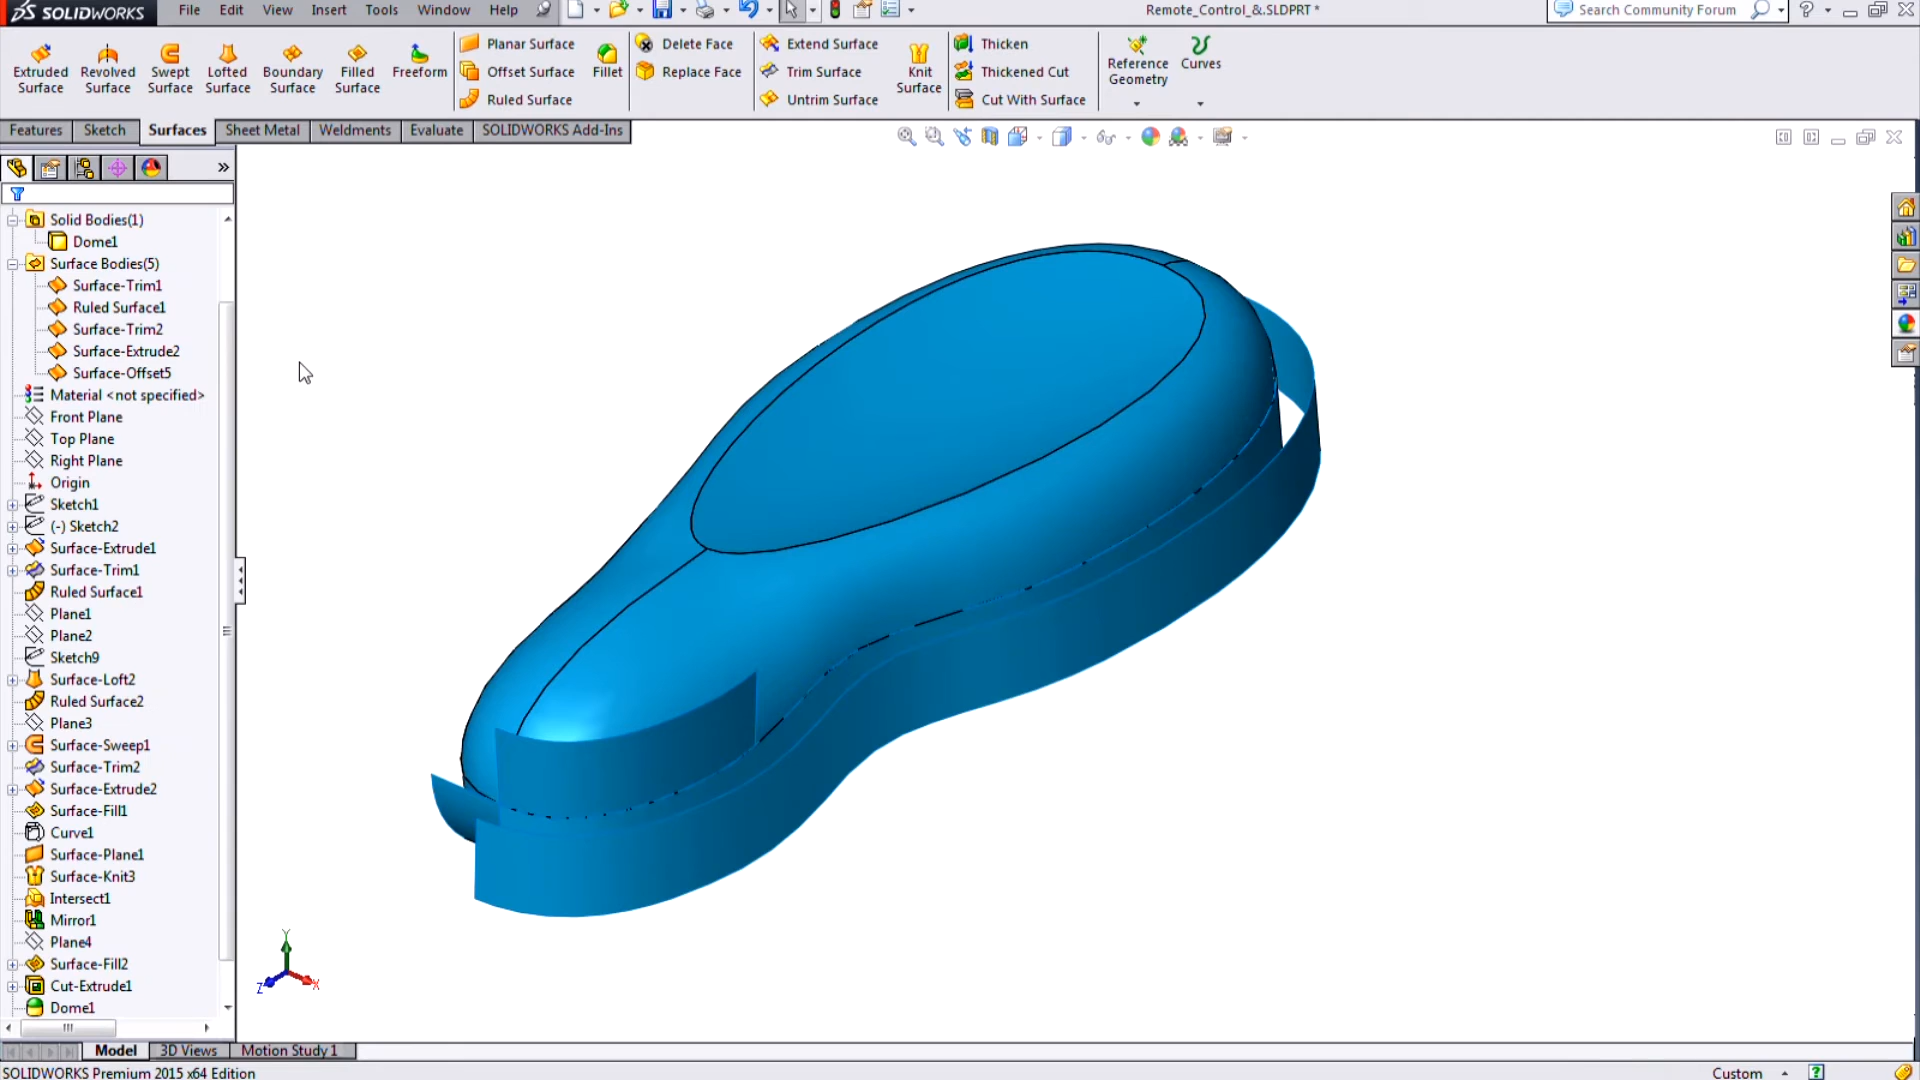 SOLIDWORKS File Edit View Insert Tools Window Help Remote_Control_&.SLDPRT * Search Community Forum ?
Extruded Surface Revolved Surface Swept Surface Lofted Surface Boundary Surface Filled Surface Freeform
Planar Surface
Offset Surface
Ruled Surface
Fillet
Delete Face
Replace Face
Extend Surface
Trim Surface
Untrim Surface
Knit Surface
Thicken
Thickened Cut
Cut With Surface
Reference Geometry
Curves
Features Sketch Surfaces Sheet Metal Weldments Evaluate SOLIDWORKS Add-Ins
Solid Bodies(1)
Dome1
Surface Bodies(5)
Surface-Trim1
Ruled Surface1
Surface-Trim2
Surface-Extrude2
Surface-Offset5
Material <not specified>
Front Plane
Top Plane
Right Plane
Origin
Sketch1
(-) Sketch2
Surface-Extrude1
Surface-Trim1
Ruled Surface1
Plane1
Plane2
Sketch9
Surface-Loft2
Ruled Surface2
Plane3
Surface-Sweep1
Surface-Trim2
Surface-Extrude2
Surface-Fill1
Curve1
Surface-Plane1
Surface-Knit3
Intersect1
Mirror1
Plane4
Surface-Fill2
Cut-Extrude1
Dome1
Y
Z
X
Model 3D Views Motion Study 1
SOLIDWORKS Premium 2015 x64 Edition Custom ?